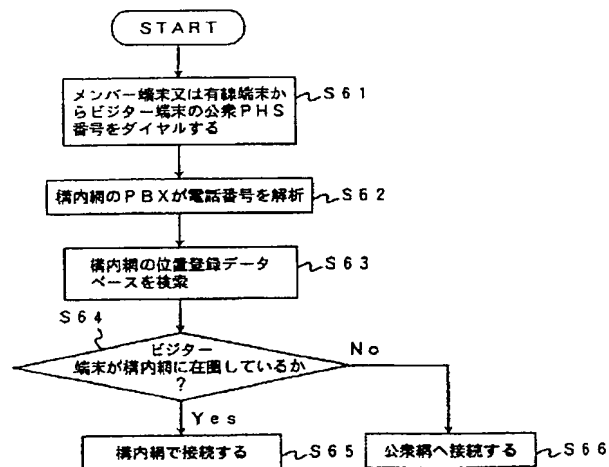 START
メンバー端末又は有線端末か
らビジター端末の公衆PHS
番号をダイヤルする
S61
構内網のPBXが電話番号を解析
S62
構内網の位置登録データ
ベースを検索
S63
S64
ビジター
端末が構内網に在圏しているか
?
No
Yes
構内網で接続する
S65
公衆網へ接続する
S66